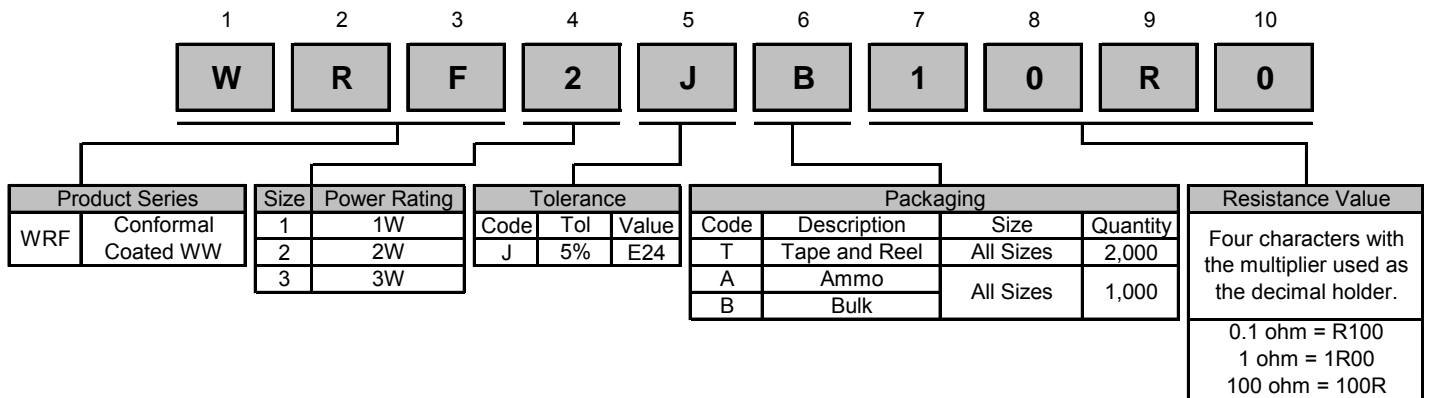 1 2 3 4 5 6 7 8 9 10
W R F 2 J B 1 0 R 0
Product Series
WRF Conformal Coated WW
Size Power Rating
1 1W
2 2W
3 3W
Tolerance
Code Tol Value
J 5% E24
Packaging
Code Description Size Quantity
T Tape and Reel All Sizes 2,000
A Ammo All Sizes 1,000
B Bulk
Resistance Value
Four characters with
the multiplier used as
the decimal holder.
0.1 ohm = R100
1 ohm = 1R00
100 ohm = 100R